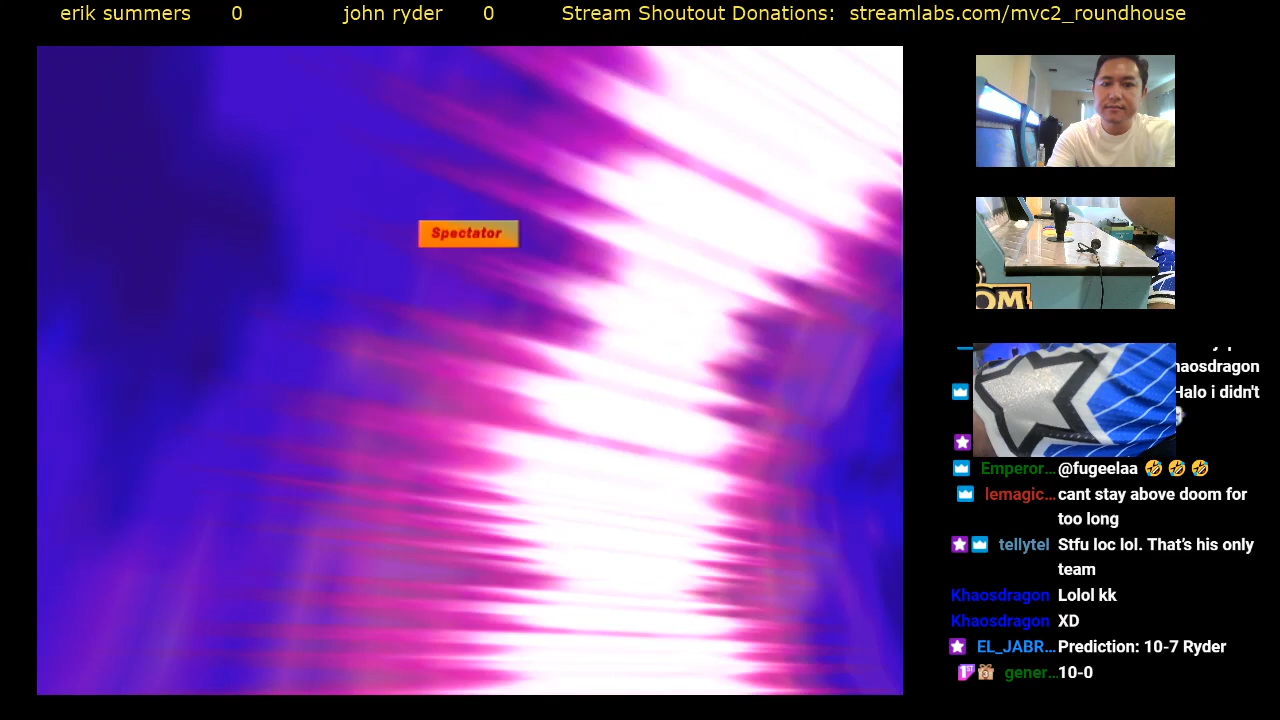 erik summers 0 john ryder 0 Stream Shoutout Donations: streamlabs.com/mvc2_roundhouse
Spectator
OM
haosdragon
Halo i didn't
Emperor... @fugeelaa 🤣 🤣 🤣
lemagic... cant stay above doom for
too long
tellytel Stfu loc lol. That's his only
team
Khaosdragon Lolol kk
Khaosdragon XD
EL_JABR... Prediction: 10-7 Ryder
gener... 10-0